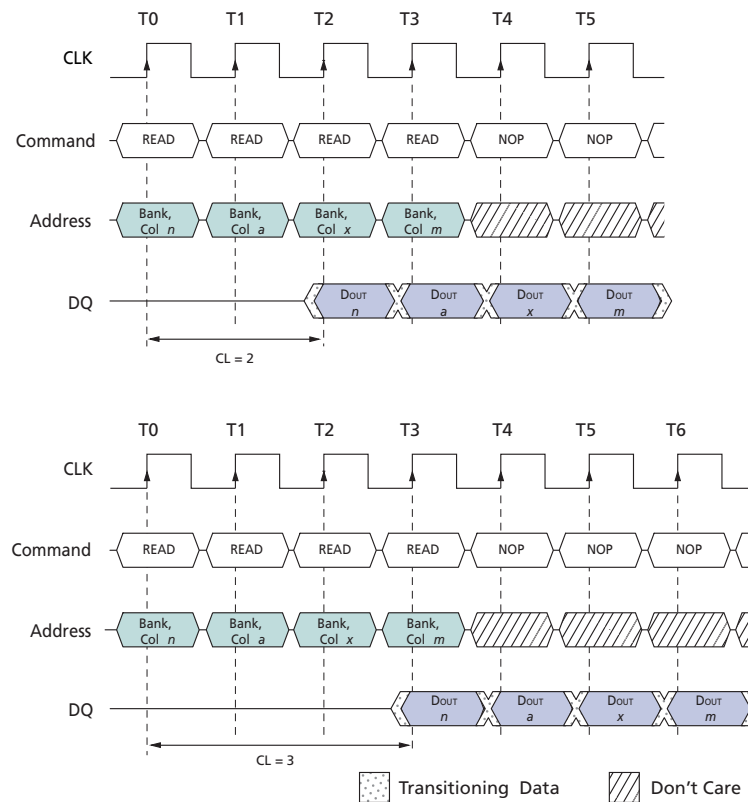 T0 T1 T2 T3 T4 T5
CLK
Command READ READ READ READ NOP NOP
Address Bank, Col n Bank, Col a Bank, Col x Bank, Col m
DQ DOUT n DOUT a DOUT x DOUT m
CL = 2
T0 T1 T2 T3 T4 T5 T6
CLK
Command READ READ READ READ NOP NOP NOP
Address Bank, Col n Bank, Col a Bank, Col x Bank, Col m
DQ DOUT n DOUT a DOUT x DOUT m
CL = 3
Transitioning Data Don't Care